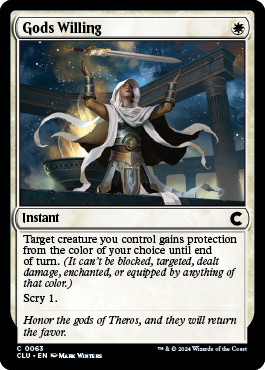 Gods Willing
Instant
Target creature you control gains protection
from the color of your choice until end
of turn. (It can't be blocked, targeted, dealt
damage, enchanted, or equipped by anything of
that color.)
Scry 1.
Honor the gods of Theros, and they will return
the favor.
C 0063
CLU • EN Mark Winters
™ & © 2024 Wizards of the Coast